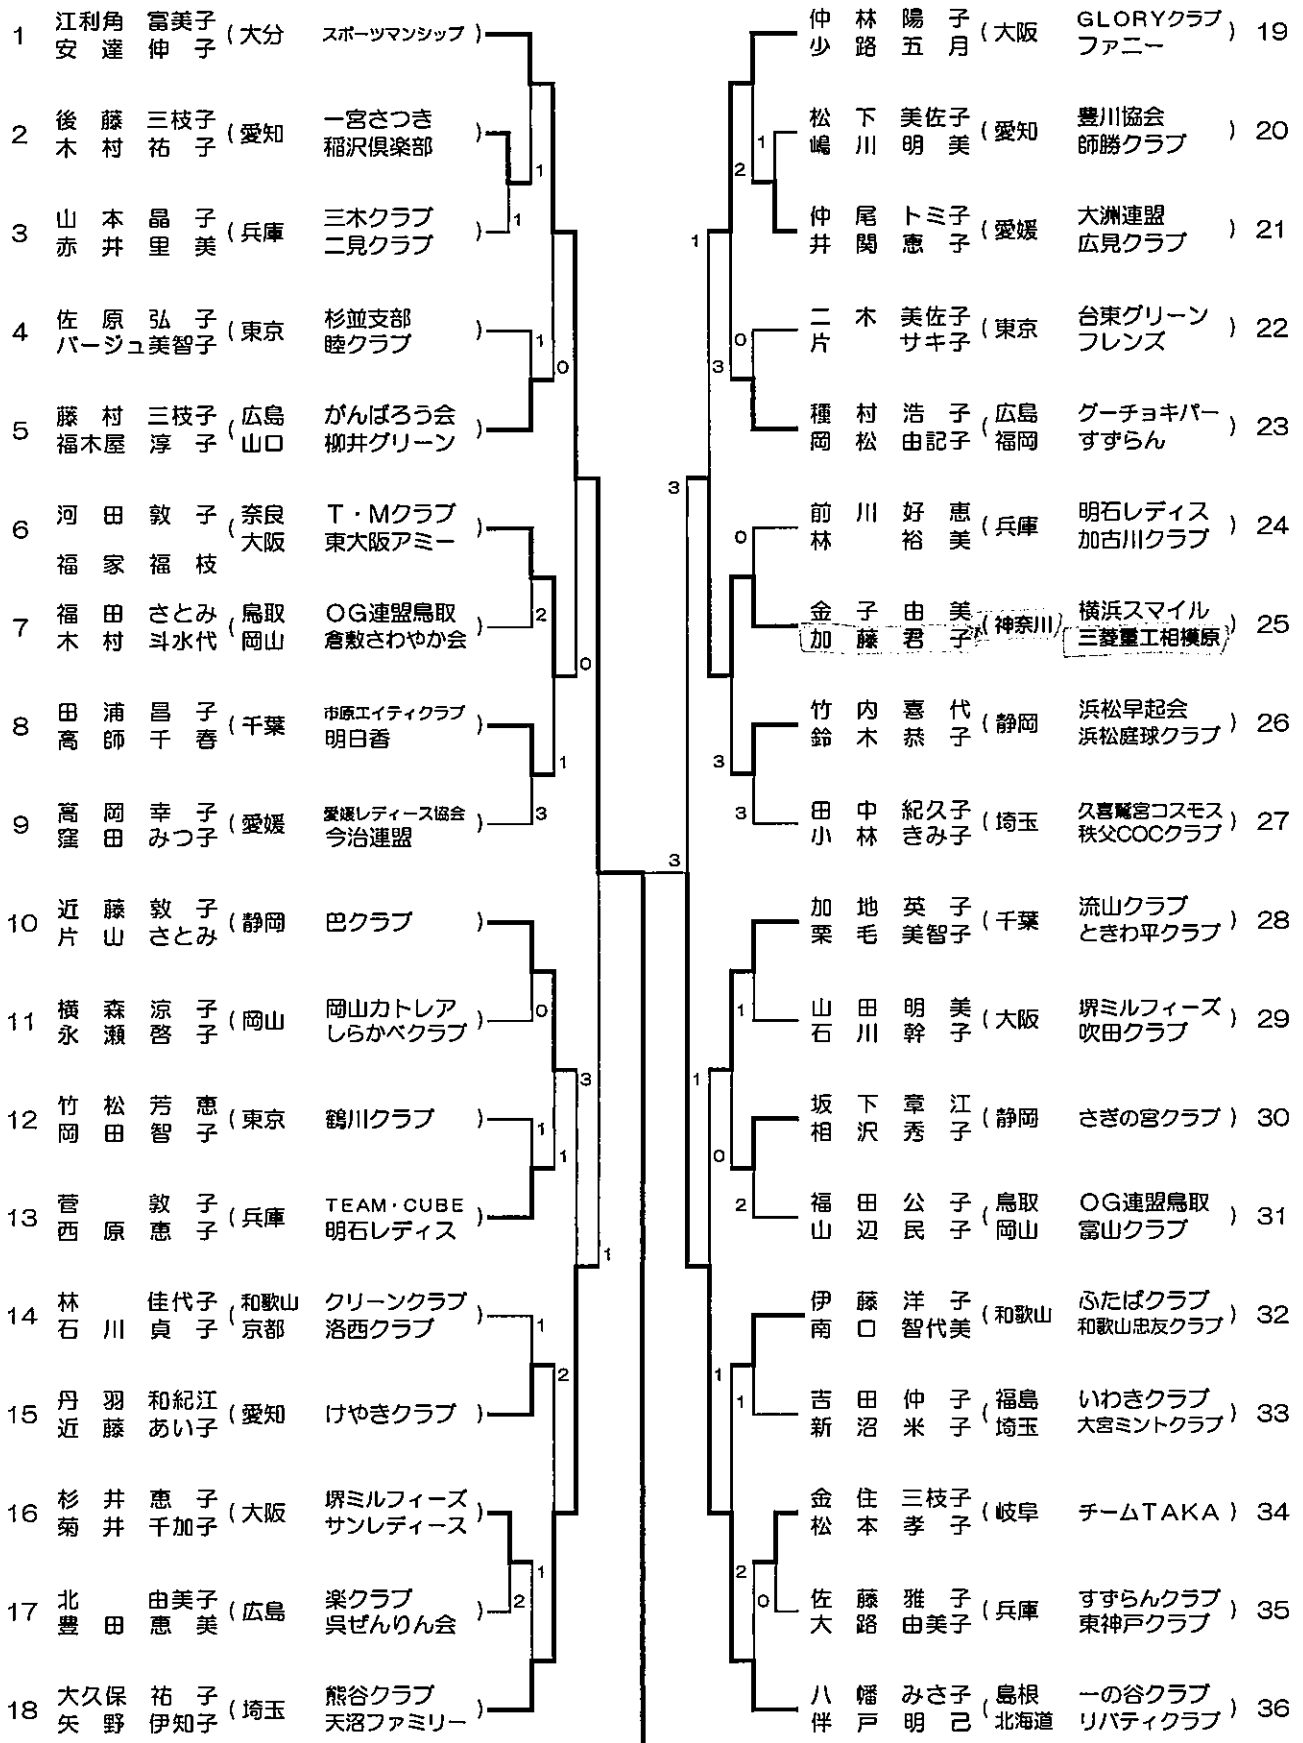 1 江利角 富美子 (大分 スポーツマンシップ)
安達 伸子
2 後藤 三枝子 (愛知 一宮さつき)
木村 祐子 稲沢倶楽部
3 山本 晶子 (兵庫 三木クラブ)
赤井 里美 二見クラブ
4 佐原 弘子 (東京 杉並支部)
バージュ美智子 睦クラブ
5 藤村 三枝子 (広島 がんばろう会)
福木屋 淳子 山口 柳井グリーン
6 河田 敦子 (奈良 T・Mクラブ)
大阪 東大阪アミー
福家 福枝
7 福田 さとみ (鳥取 OG連盟鳥取)
木村 斗水代 岡山 倉敷さわやか会
8 田浦 昌子 (千葉 市原エイティクラブ)
高師 千春 明日香
9 高岡 幸子 (愛媛 愛媛レディース協会)
窪田 みつ子 今治連盟
10 近藤 敦子 (静岡 巴クラブ)
片山 さとみ
11 横森 涼子 (岡山 岡山カトレア)
永瀬 啓子 しらかべクラブ
12 竹松 芳恵 (東京 鶴川クラブ)
岡田 智子
13 菅 敦子 (兵庫 TEAM・CUBE)
西原 恵子 明石レディス
14 林 佳代子 (和歌山 クリーンクラブ)
石川 貞子 京都 洛西クラブ
15 丹羽 和紀江 (愛知 けやきクラブ)
近藤 あい子
16 杉井 恵子 (大阪 堺ミルフィーズ)
菊井 千加子 サンレディース
17 北 由美子 (広島 楽クラブ)
豊田 恵美 呉ぜんりん会
18 大久保 祐子 (埼玉 熊谷クラブ)
矢野 伊知子 天沼ファミリー
1
1
1
1
0
2
0
1
3
0
3
1
1
1
1
2
1
2
3
仲林 陽子 (大阪 GLORYクラブ) 19
少路 五月 ファニー
松下 美佐子 (愛知 豊川協会) 20
嶋川 明美 師勝クラブ
仲尾 トミ子 (愛媛 大洲連盟) 21
井関 恵子 広見クラブ
二木 美佐子 (東京 台東グリーン) 22
片 サキ子 フレンズ
種村 浩子 (広島 グーチョキパー) 23
岡松 由記子 福岡 すずらん
前川 好恵 (兵庫 明石レディス) 24
林 裕美 加古川クラブ
金子 由美 (神奈川 横浜スマイル) 25
加藤 君子 三菱重工相模原
竹内 喜代 (静岡 浜松早起会) 26
鈴木 恭子 浜松庭球クラブ
田中 紀久子 (埼玉 久喜鷲宮コスモス) 27
小林 きみ子 秩父COCクラブ
加地 英子 (千葉 流山クラブ) 28
栗毛 美智子 ときわ平クラブ
山田 明美 (大阪 堺ミルフィーズ) 29
石川 幹子 吹田クラブ
坂下 章江 (静岡 さぎの宮クラブ) 30
相沢 秀子
福田 公子 (鳥取 OG連盟鳥取) 31
山辺 民子 岡山 富山クラブ
伊藤 洋子 (和歌山 ふたばクラブ) 32
南口 智代美 和歌山忠友クラブ
吉田 仲子 (福島 いわきクラブ) 33
新沼 米子 埼玉 大宮ミントクラブ
金住 三枝子 (岐阜 チームTAKA) 34
松本 孝子
佐藤 雅子 (兵庫 すずらんクラブ) 35
大路 由美子 東神戸クラブ
八幡 みさ子 (島根 一の谷クラブ) 36
伴戸 明己 北海道 リバティクラブ
1
2
1
0
3
3
0
3
3
1
1
0
2
1
1
2
0